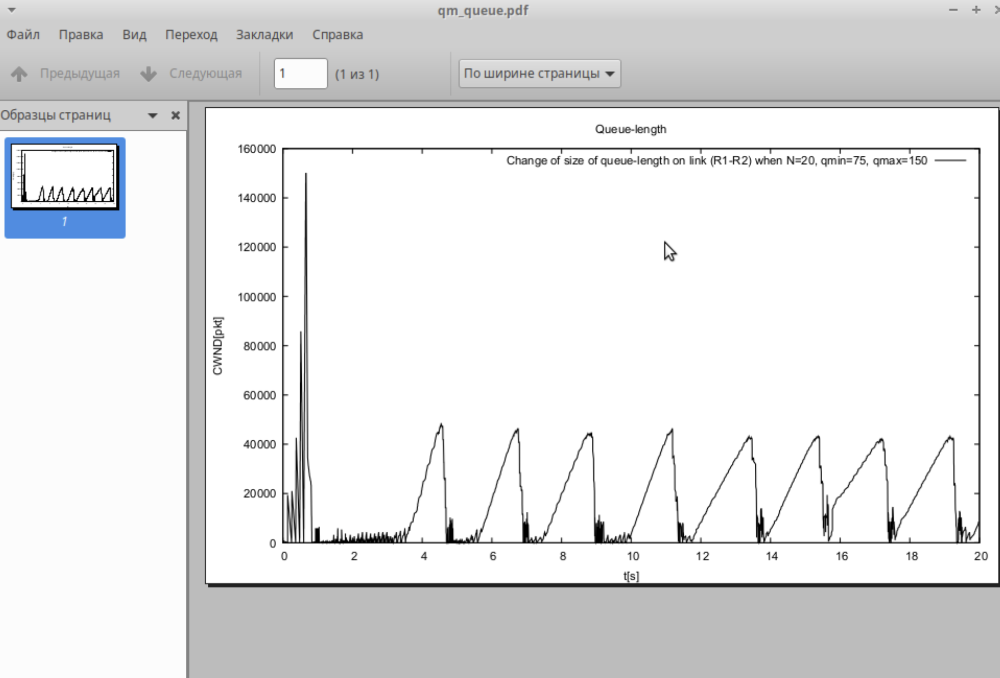 qm_queue.pdf
Файл Правка Вид Переход Закладки Справка
Предыдущая Следующая 1 (1 из 1) По ширине страницы
Образцы страниц
1
Queue-length
Change of size of queue-length on link (R1-R2) when N=20, qmin=75, qmax=150
CWND[pkt]
160000
140000
120000
100000
80000
60000
40000
20000
0
0 2 4 6 8 10 12 14 16 18 20
t[s]